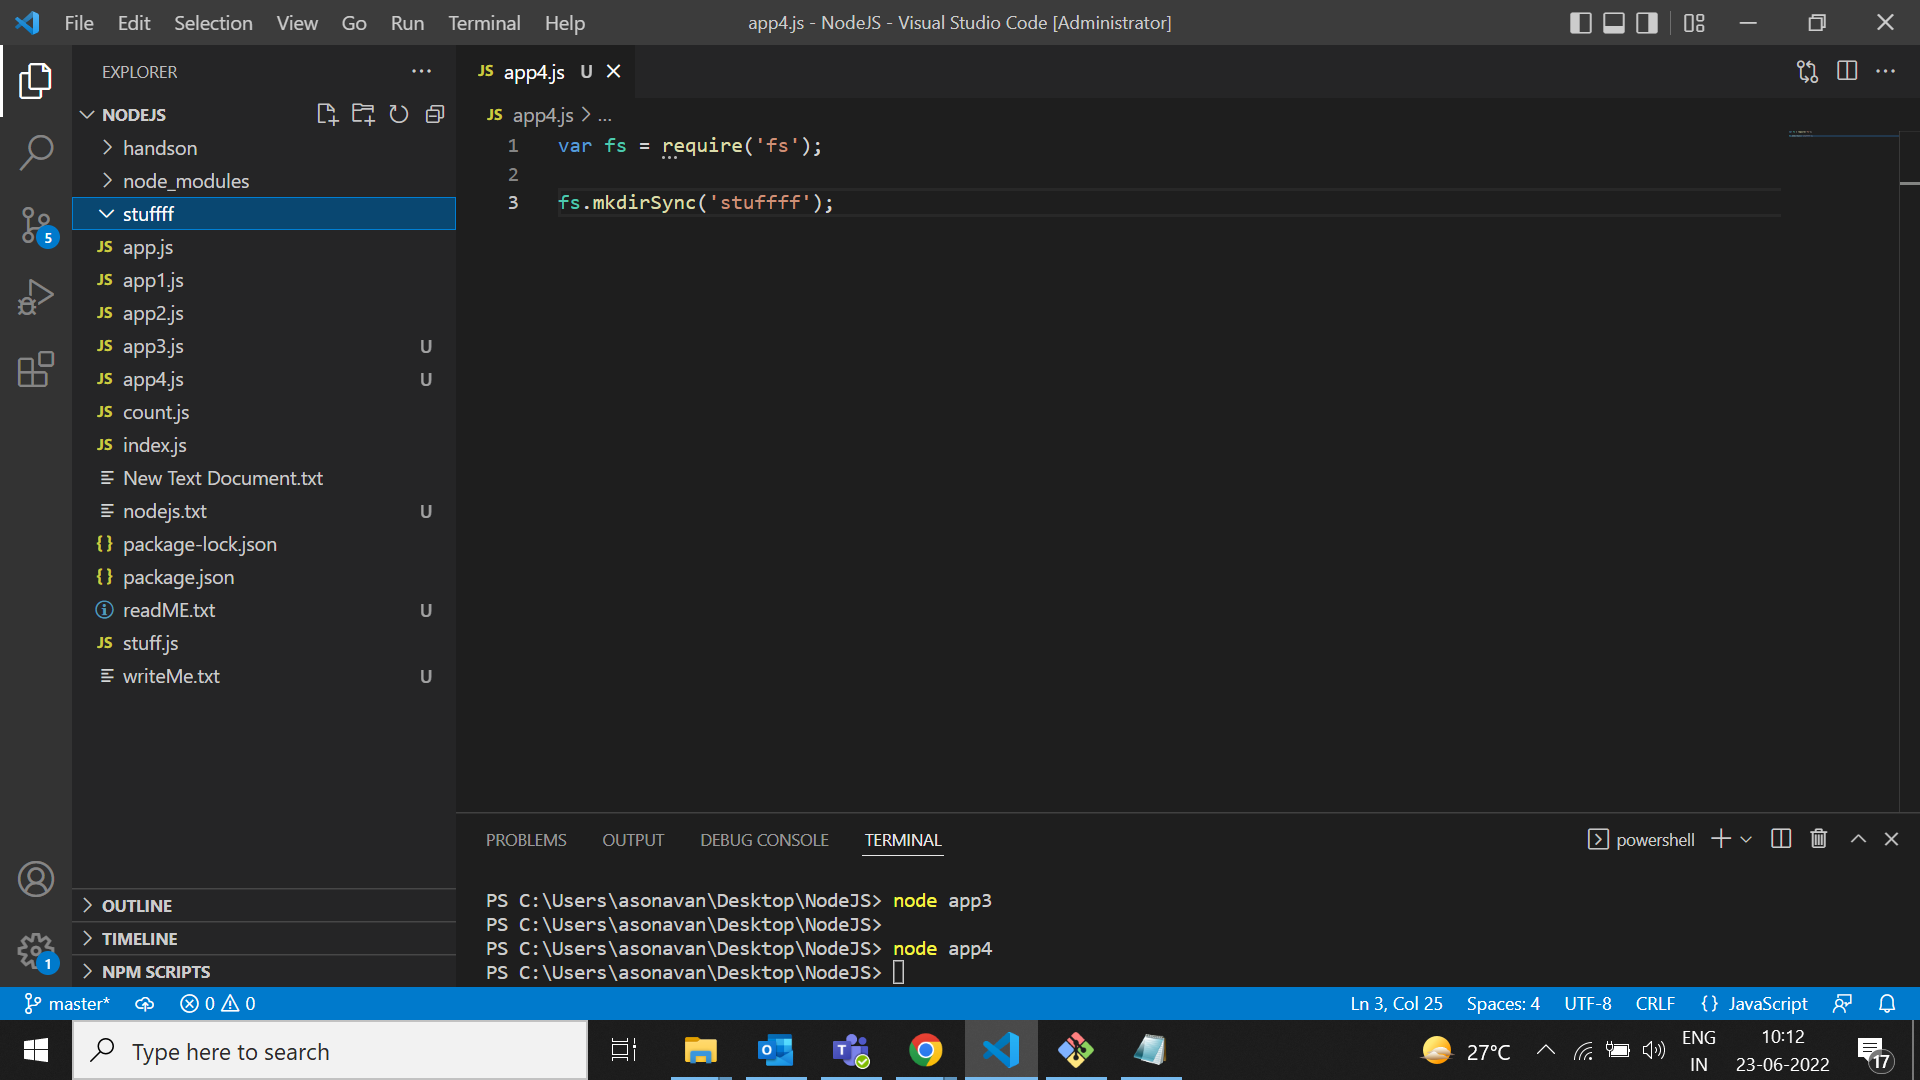 File Edit Selection View Go Run Terminal Help
app4.js - NodeJS - Visual Studio Code [Administrator]
EXPLORER
NODEJS
handson
node_modules
stuffff
JS app.js
JS app1.js
JS app2.js
JS app3.js U
JS app4.js U
JS count.js
JS index.js
New Text Document.txt
nodejs.txt U
{} package-lock.json
{} package.json
readME.txt U
JS stuff.js
writeMe.txt U
OUTLINE
TIMELINE
NPM SCRIPTS
5
1
JS app4.js U
JS app4.js > ...
1 var fs = require('fs');
2
3 fs.mkdirSync('stuffff');
PROBLEMS OUTPUT DEBUG CONSOLE TERMINAL
powershell
PS C:\Users\asonavan\Desktop\NodeJS> node app3
PS C:\Users\asonavan\Desktop\NodeJS>
PS C:\Users\asonavan\Desktop\NodeJS> node app4
PS C:\Users\asonavan\Desktop\NodeJS>
master* 0 0
Ln 3, Col 25 Spaces: 4 UTF-8 CRLF {} JavaScript
Type here to search
27°C
ENG
IN
10:12
23-06-2022
17